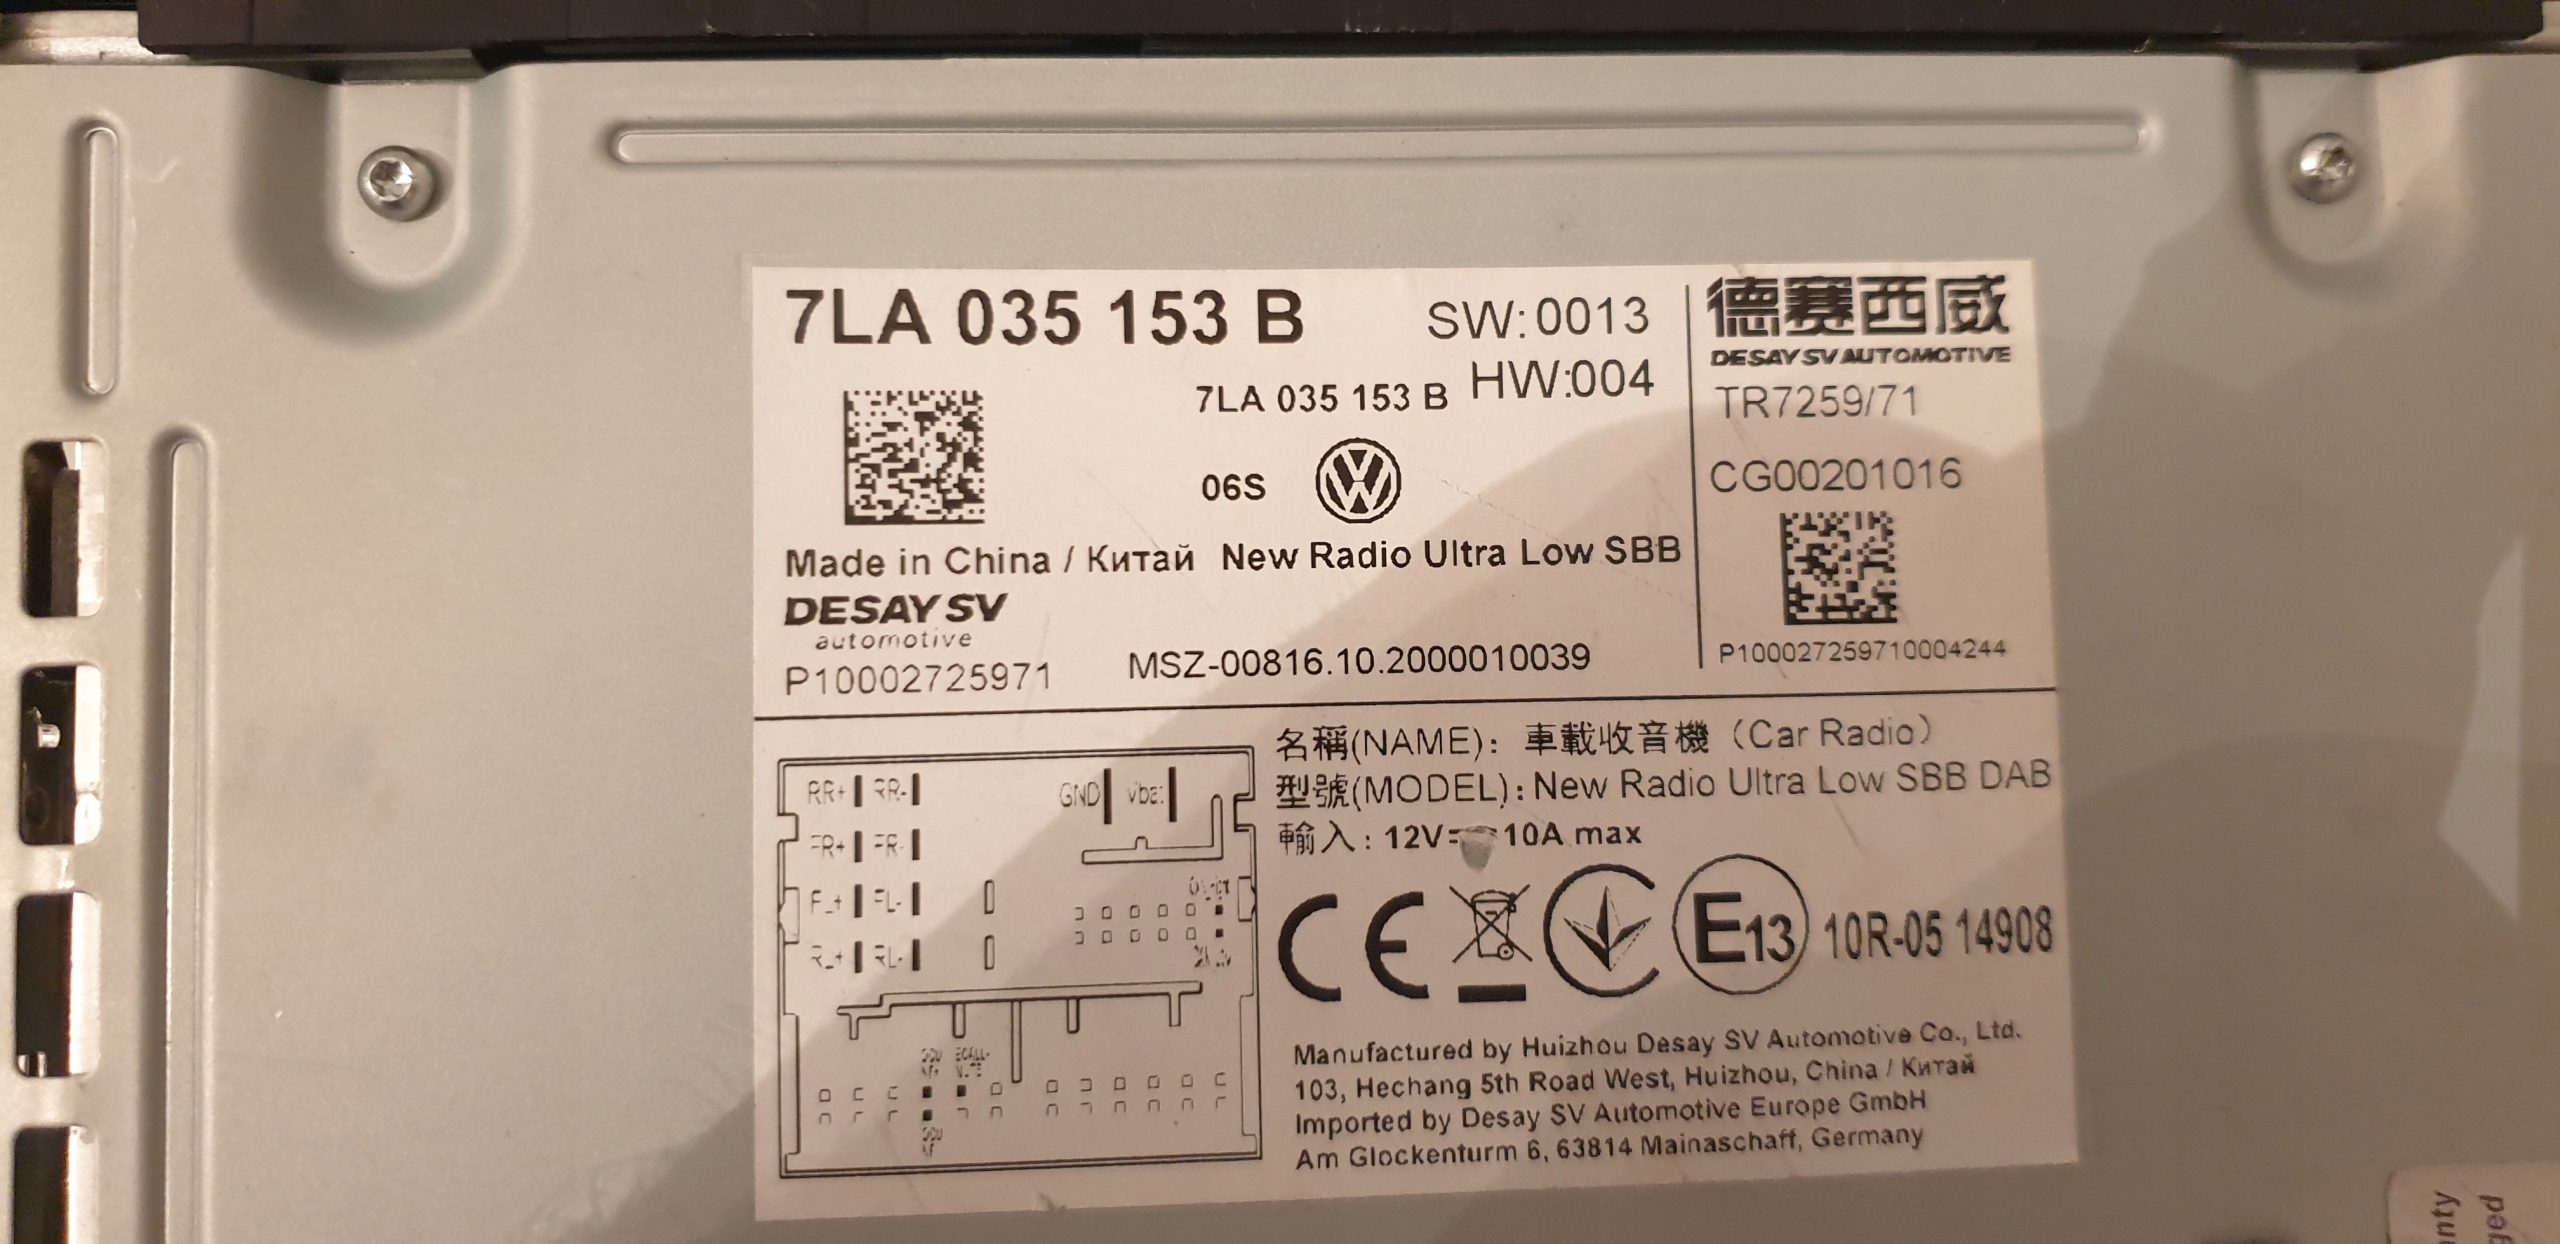 7LA 035 153 B
SW:0013
7LA 035 153 B
HW:004
06S
Made in China / Китай New Radio Ultra Low SBB
DESAY SV
automotive
P10002725971
MSZ-00816.10.2000010039
德赛西威
DESAY SV AUTOMOTIVE
TR7259/71
CG00201016
P100027259710004244
RR+ RR-
GND
FR+ FR-
FL-
RL-
名稱(NAME): 車載收音機 (Car Radio)
型號(MODEL): New Radio Ultra Low SBB DAB
輸入: 12V 10A max
CE
E13 10R-05 14908
Manufactured by Huizhou Desay SV Automotive Co., Ltd.
103, Hechang 5th Road West, Huizhou, China / Китай
Imported by Desay SV Automotive Europe GmbH
Am Glockenturm 6, 63814 Mainaschaff, Germany